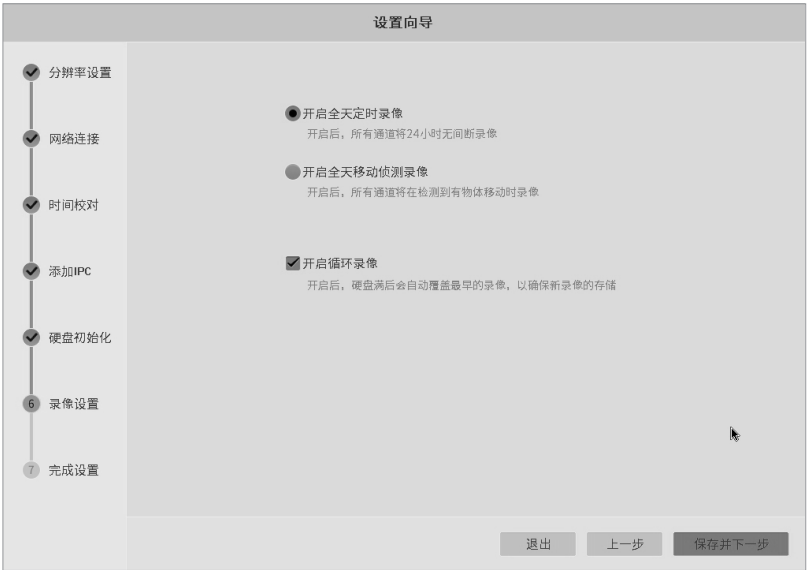 设置向导
分辨率设置
网络连接
时间校对
添加IPC
硬盘初始化
6 录像设置
7 完成设置
开启全天定时录像
开启后，所有通道将24小时无间断录像
开启全天移动侦测录像
开启后，所有通道将在检测到有物体移动时录像
开启循环录像
开启后，硬盘满后会自动覆盖最早的录像，以确保新录像的存储
退出 上一步 保存并下一步